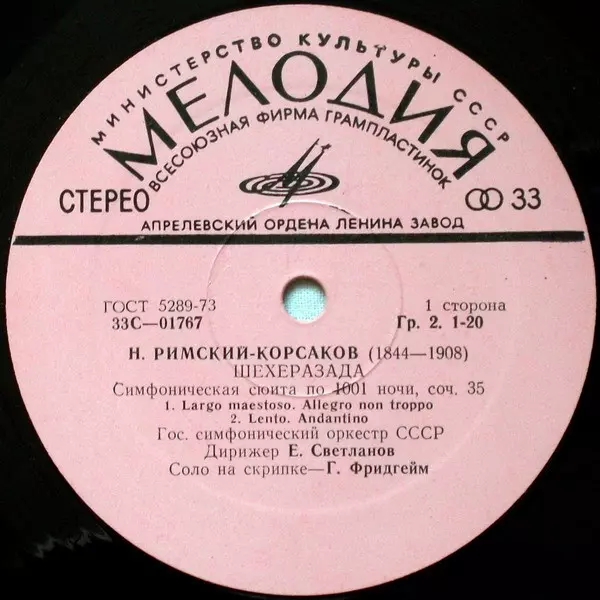 МИНИСТЕРСТВО КУЛЬТУРЫ СССР
МЕЛОДИЯ
ВСЕСОЮЗНАЯ ФИРМА ГРАМПЛАСТИНОК
СТЕРЕО
33
АПРЕЛЕВСКИЙ ОРДЕНА ЛЕНИНА ЗАВОД
ГОСТ 5289-73
1 сторона
33С—01767
Гр. 2. 1-20
Н. РИМСКИЙ-КОРСАКОВ (1844—1908)
ШЕХЕРАЗАДА
Симфоническая сюита по 1001 ночи, соч. 35
1. Largo maestoso. Allegro non troppo
2. Lento. Andantino
Гос. симфонический оркестр СССР
Дирижер Е. Светланов
Соло на скрипке—Г. Фридгейм